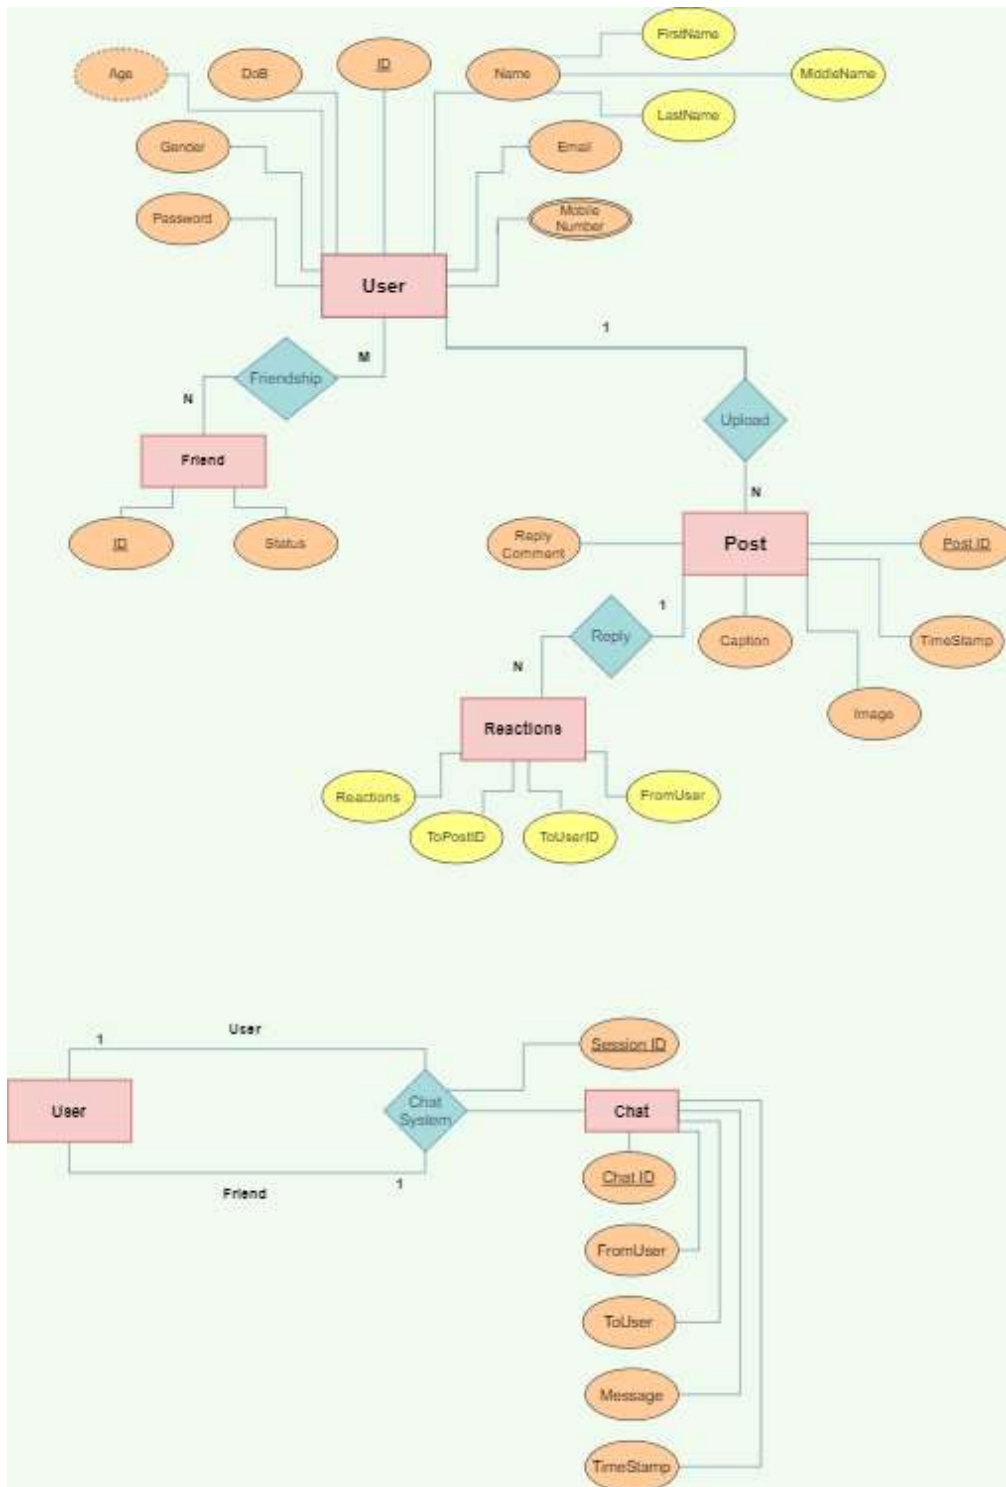 FirstName
Age
DoB
ID
Name
MiddleName
LastName
Gender
Email
Password
Mobile
Number
User
1
M
Friendship
N
Upload
Friend
N
ID
Status
Reply
Comment
Post
Post ID
1
Reply
Caption
TimeStamp
N
Image
Reactions
Reactions
FromUser
ToPostID
ToUserID
User
1
Session ID
User
Chat
System
Chat
1
Friend
Chat ID
FromUser
ToUser
Message
TimeStamp